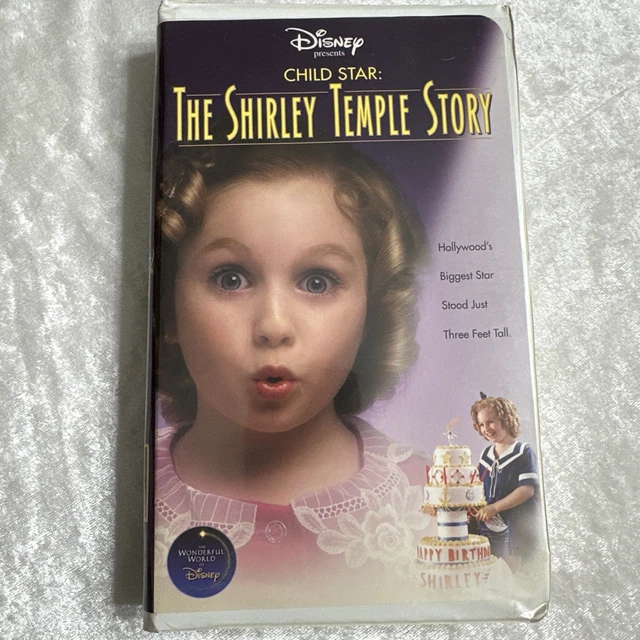 Disney
presents
CHILD STAR:
THE SHIRLEY TEMPLE STORY
Hollywood's
Biggest Star
Stood Just
Three Feet Tall.
HAPPY BIRTHDAY
SHIRLEY
THE
WONDERFUL
WORLD
OF
Disney